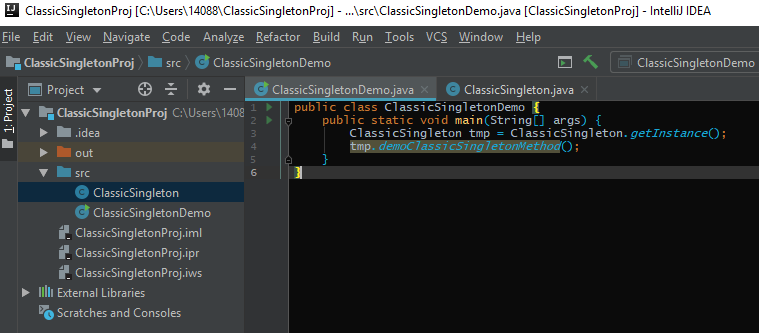 ClassicSingletonProj [C:\Users\14088\ClassicSingletonProj] - ...\src\ClassicSingletonDemo.java [ClassicSingletonProj] - IntelliJ IDEA
File Edit View Navigate Code Analyze Refactor Build Run Tools VCS Window Help
ClassicSingletonProj src ClassicSingletonDemo ClassicSingletonDemo
Project ClassicSingletonDemo.java ClassicSingleton.java
1: Project
ClassicSingletonProj C:\Users\14088
.idea
out
src
ClassicSingleton
ClassicSingletonDemo
ClassicSingletonProj.iml
ClassicSingletonProj.ipr
ClassicSingletonProj.iws
External Libraries
Scratches and Consoles
1 public class ClassicSingletonDemo {
2 public static void main(String[] args) {
3 ClassicSingleton tmp = ClassicSingleton.getInstance();
4 tmp.demoClassicSingletonMethod();
5 }
6 }